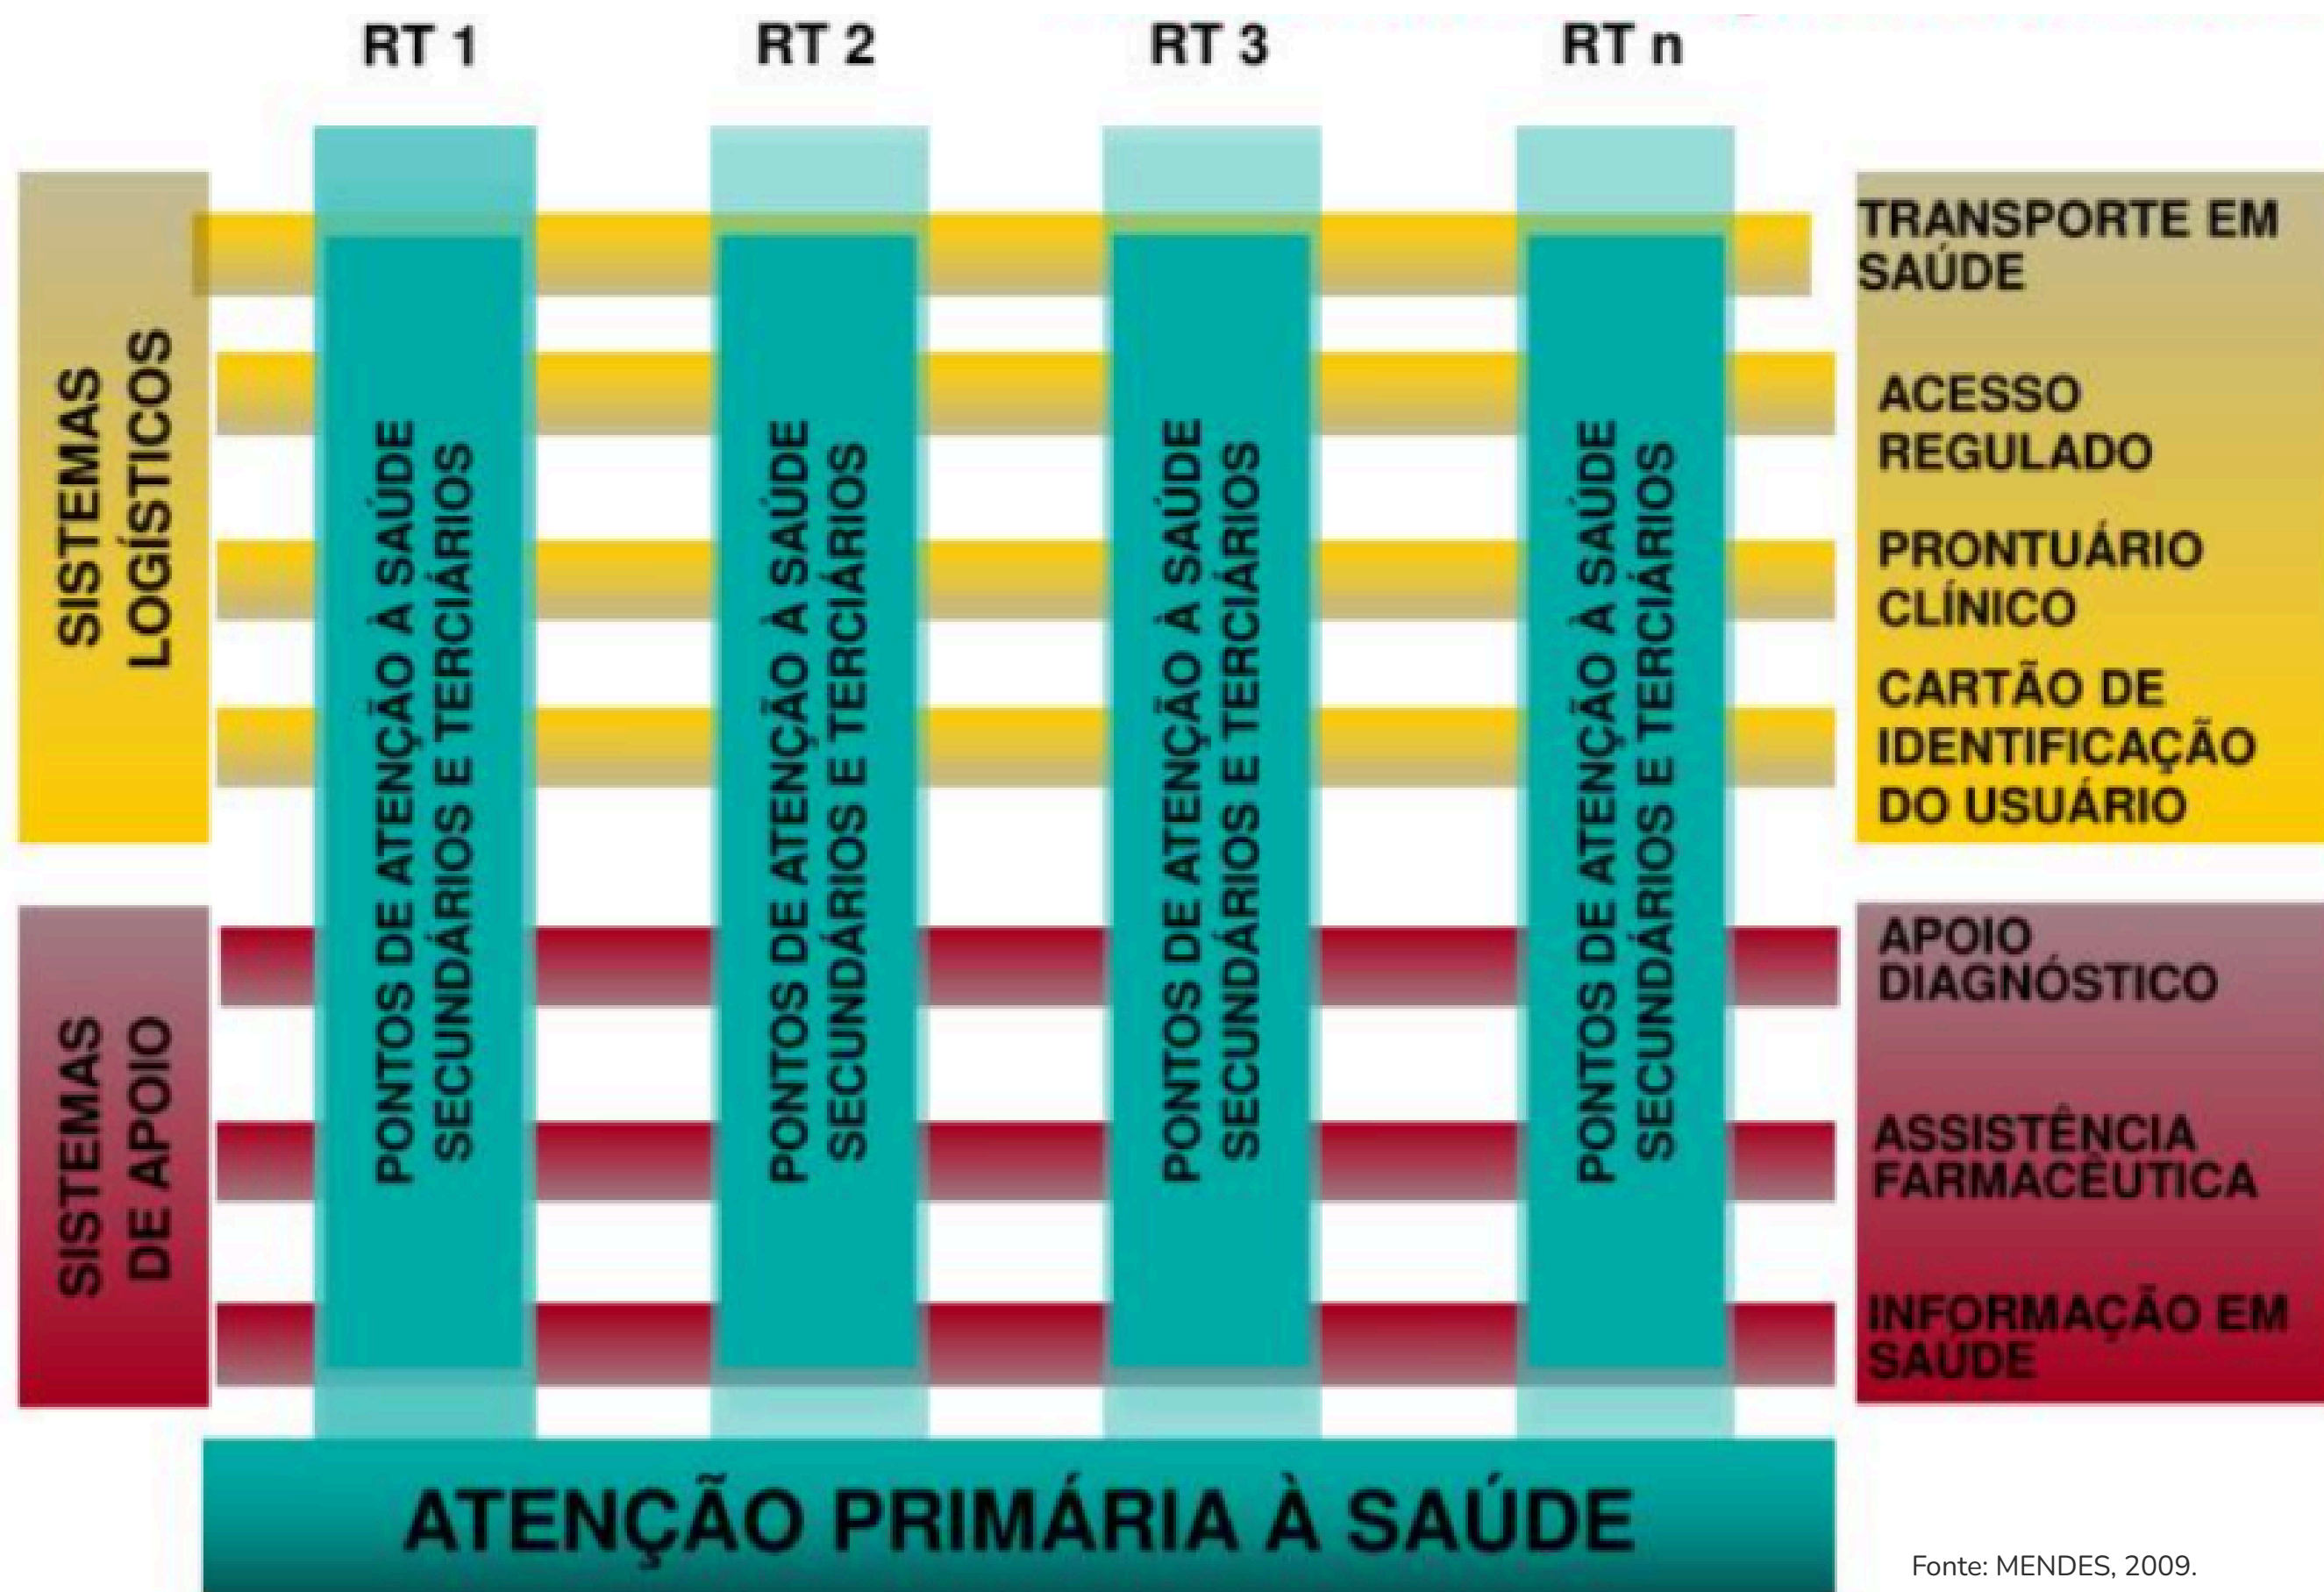 RT 1
RT 2
RT 3
RT n
SISTEMAS
LOGÍSTICOS
PONTOS DE ATENÇÃO À SAÚDE
SECUNDÁRIOS E TERCIÁRIOS
PONTOS DE ATENÇÃO À SAÚDE
SECUNDÁRIOS E TERCIÁRIOS
PONTOS DE ATENÇÃO À SAÚDE
SECUNDÁRIOS E TERCIÁRIOS
PONTOS DE ATENÇÃO À SAÚDE
SECUNDÁRIOS E TERCIÁRIOS
TRANSPORTE EM
SAÚDE
ACESSO
REGULADO
PRONTUÁRIO
CLÍNICO
CARTÃO DE
IDENTIFICAÇÃO
DO USUÁRIO
SISTEMAS
DE APOIO
APOIO
DIAGNÓSTICO
ASSISTÊNCIA
FARMACÊUTICA
INFORMAÇÃO EM
SAÚDE
ATENÇÃO PRIMÁRIA À SAÚDE
Fonte: MENDES, 2009.